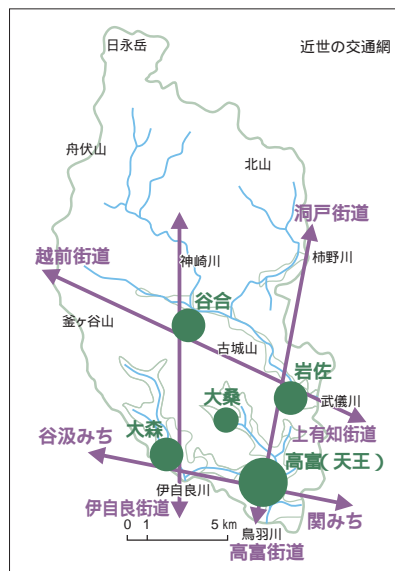 日永岳
近世の交通網
舟伏山
北山
洞戸街道
越前街道
神崎川
柿野川
谷合
釜ヶ谷山
古城山
岩佐
武儀川
大桑
谷汲みち
大森
上有知街道
高富(天王)
伊自良川
伊自良街道
関みち
0 1 5 km
鳥羽川
高富街道